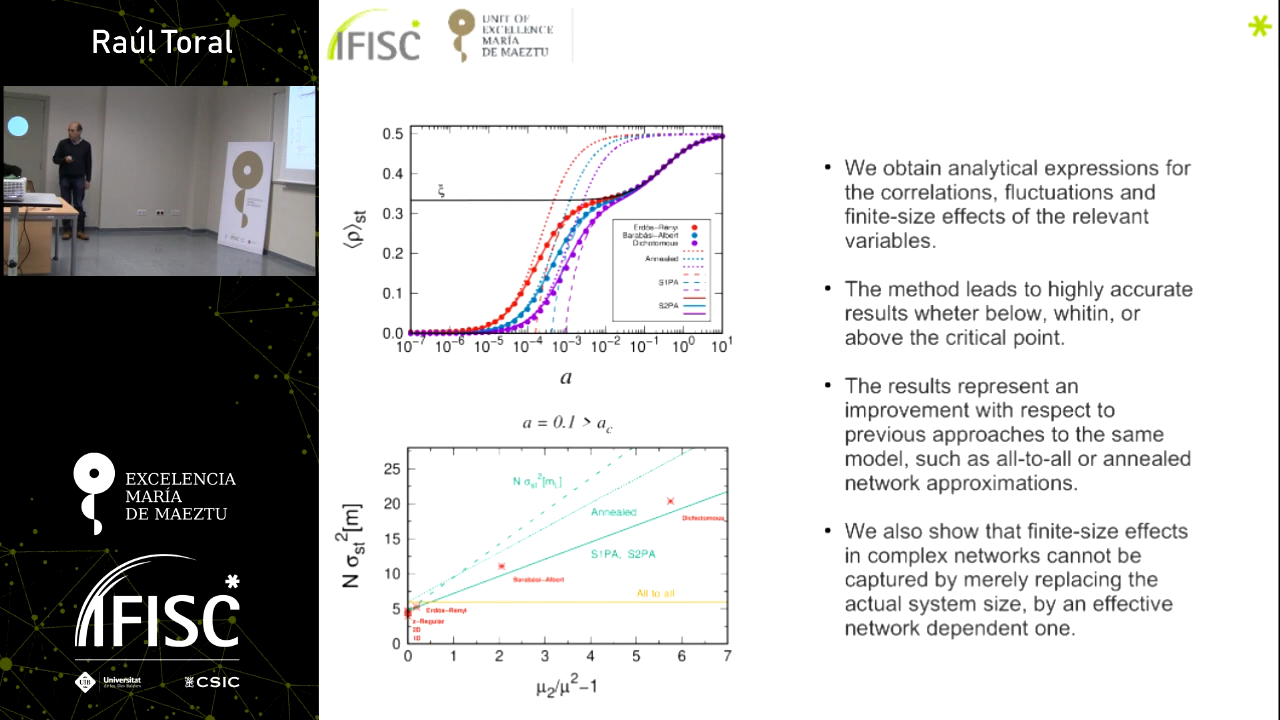 Raúl Toral
IFISC
UNIT OF
EXCELLENCE
MARÍA
DE MAEZTU
⟨ρ⟩st
0.5
0.4
0.3
0.2
0.1
0.0
ξ
Erdös-Rényi
Barabási-Albert
Dichotomous
Annealed
S1PA
S2PA
10⁻⁷ 10⁻⁶ 10⁻⁵ 10⁻⁴ 10⁻³ 10⁻² 10⁻¹ 10⁰ 10¹
a
a = 0.1 > ac
N σst²[m]
25
20
15
10
5
0
N σst²[mL]
Annealed
Dichotomous
S1PA, S2PA
Barabási-Albert
All to all
Erdös-Rényi
z-Regular
2D
1D
0 1 2 3 4 5 6 7
μ2/μ²-1
• We obtain analytical expressions for
the correlations, fluctuations and
finite-size effects of the relevant
variables.
• The method leads to highly accurate
results wheter below, whitin, or
above the critical point.
• The results represent an
improvement with respect to
previous approaches to the same
model, such as all-to-all or annealed
network approximations.
• We also show that finite-size effects
in complex networks cannot be
captured by merely replacing the
actual system size, by an effective
network dependent one.
EXCELENCIA
MARÍA
DE MAEZTU
IFISC
Universitat
de les Illes Balears
CSIC